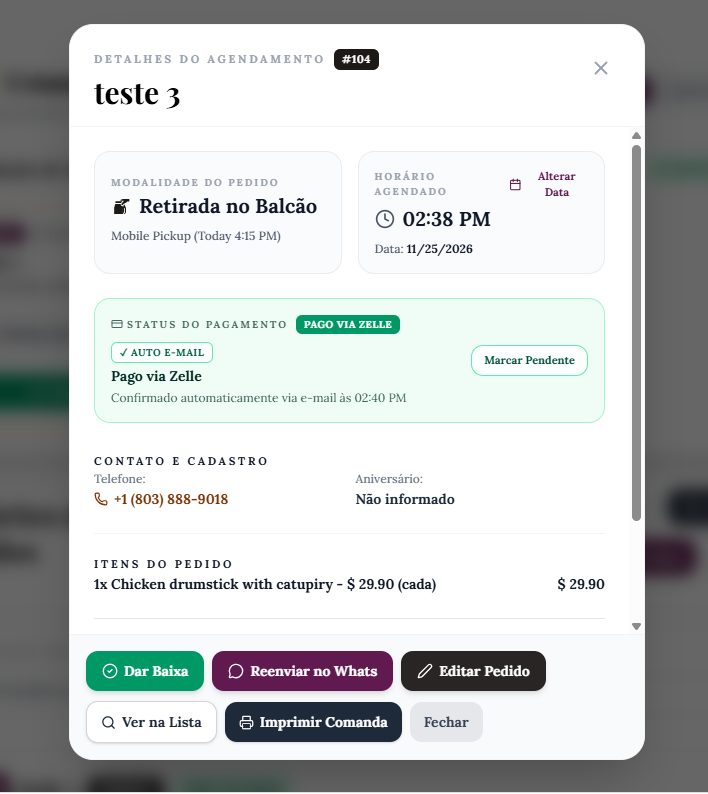 DETALHES DO AGENDAMENTO #104
teste 3
MODALIDADE DO PEDIDO
Retirada no Balcão
Mobile Pickup (Today 4:15 PM)
HORÁRIO AGENDADO
Alterar Data
02:38 PM
Data: 11/25/2026
STATUS DO PAGAMENTO PAGO VIA ZELLE
✓ AUTO E-MAIL
Pago via Zelle
Confirmado automaticamente via e-mail às 02:40 PM
Marcar Pendente
CONTATO E CADASTRO
Telefone:
+1 (803) 888-9018
Aniversário:
Não informado
ITENS DO PEDIDO
1x Chicken drumstick with catupiry - $ 29.90 (cada) $ 29.90
Dar Baixa Reenviar no Whats Editar Pedido
Ver na Lista Imprimir Comanda Fechar